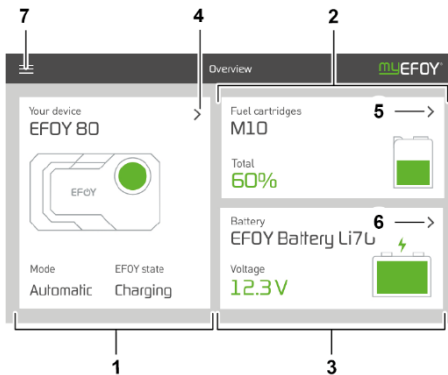 7
4
2
Overview
myEFOY
Your device
EFOY 80
EFOY
Mode
EFOY state
Automatic
Charging
Fuel cartridges
5
M10
Total
60%
Battery
6
EFOY Battery Li70
Voltage
12.3 V
1
3